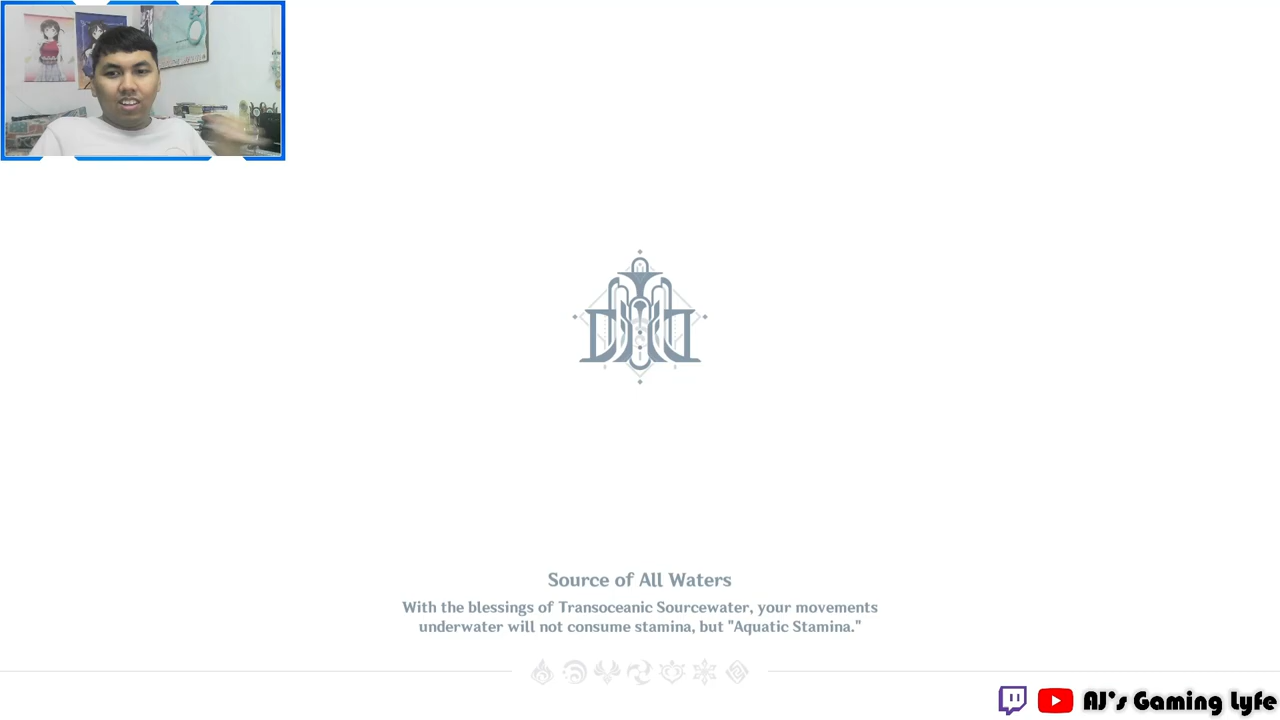 Source of All Waters
With the blessings of Transoceanic Sourcewater, your movements
underwater will not consume stamina, but "Aquatic Stamina."
AJ's Gaming Lyfe